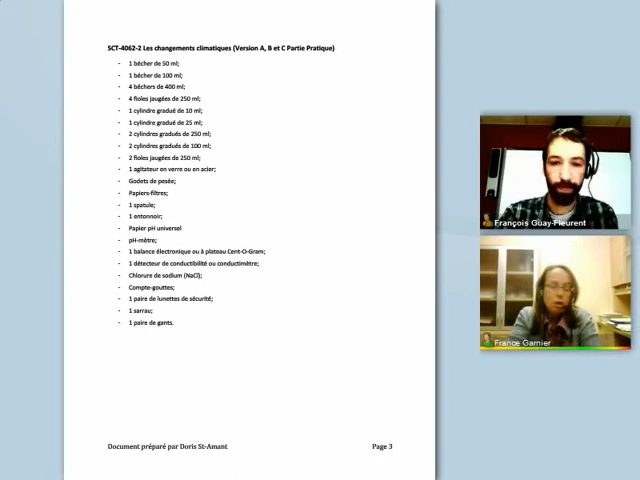 SCT-4062-2 Les changements climatiques (Version A, B et C Partie Pratique)
- 1 bécher de 50 ml;
- 1 bécher de 100 ml;
- 4 béchers de 400 ml;
- 4 fioles jaugées de 250 ml;
- 1 cylindre gradué de 10 ml;
- 1 cylindre gradué de 25 ml;
- 2 cylindres gradués de 250 ml;
- 2 cylindres gradués de 100 ml;
- 2 fioles jaugées de 250 ml;
- 1 agitateur en verre ou en acier;
- Godets de pesée;
- Papiers-filtres;
- 1 spatule;
- 1 entonnoir;
- Papier pH universel
- pH-mètre;
- 1 balance électronique ou à plateau Cent-O-Gram;
- 1 détecteur de conductibilité ou conductimètre;
- Chlorure de sodium (NaCl);
- Compte-gouttes;
- 1 paire de lunettes de sécurité;
- 1 sarrau;
- 1 paire de gants.
Document préparé par Doris St-Amant Page 3
François Guay-Fleurent
France Garnier